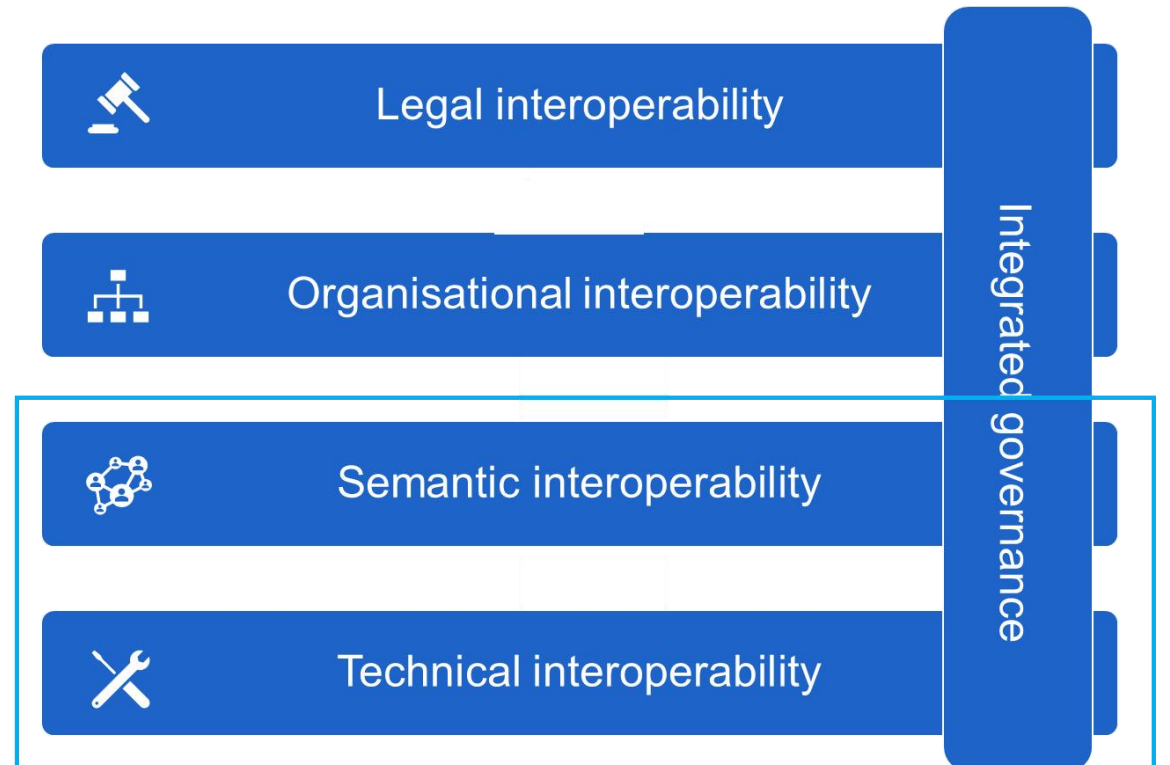 Legal interoperability
Organisational interoperability
Semantic interoperability
Technical interoperability
Integrated governance